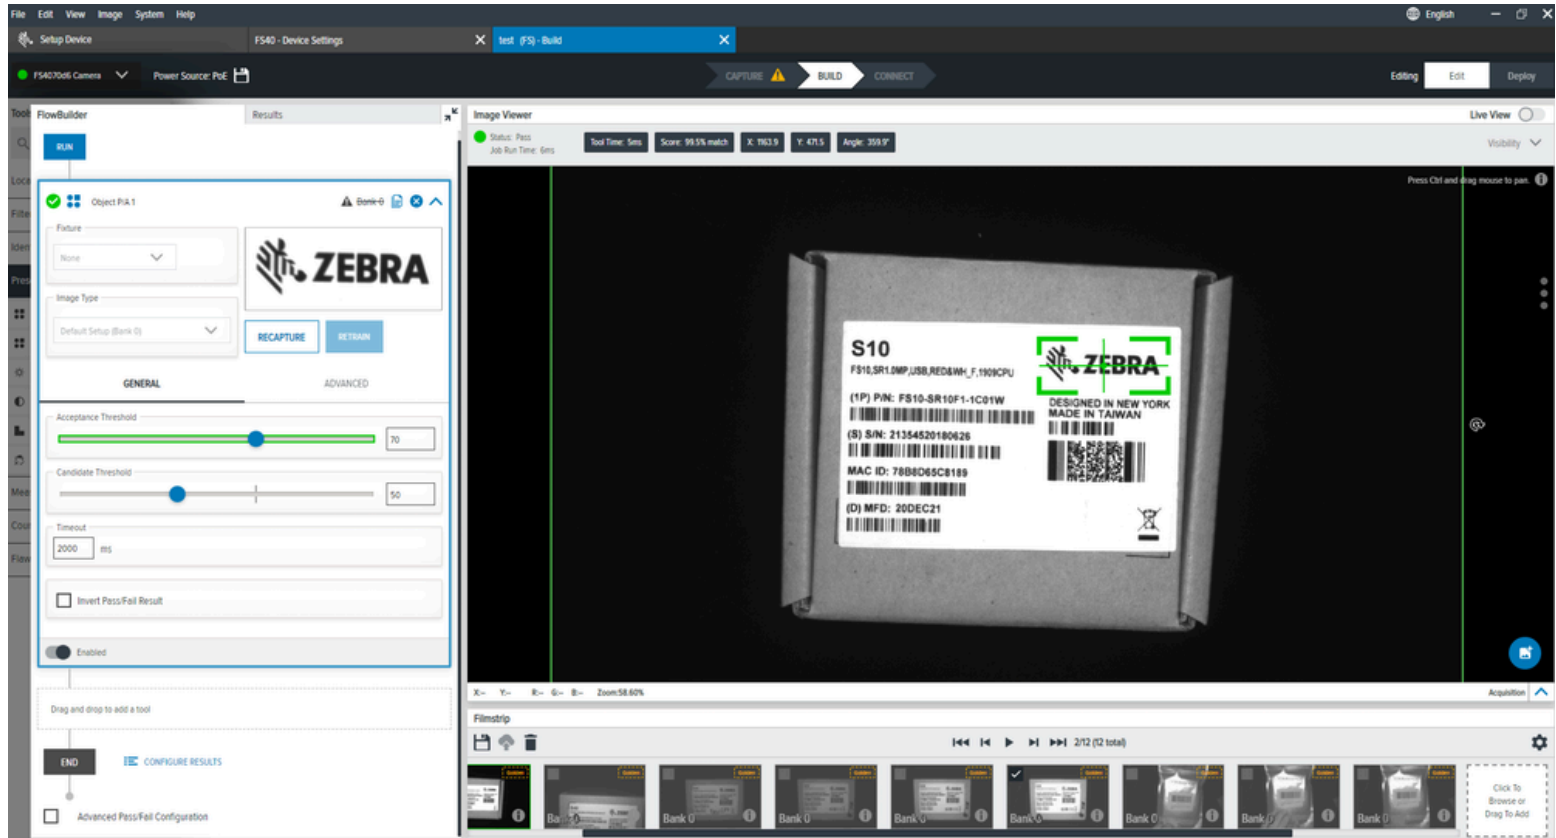 File Edit View Image System Help
English
Setup Device
FS40 - Device Settings
test (FS) - Build
FS4070d6 Camera
Power Source: PoE
CAPTURE
BUILD
CONNECT
Editing
Edit
Deploy
FlowBuilder
Results
RUN
Object P/A 1
Bank 0
Fixture
None
ZEBRA
Image Type
Default Setup (Bank 0)
RECAPTURE
RETRAIN
GENERAL
ADVANCED
Acceptance Threshold
70
Candidate Threshold
50
Timeout
2000 ms
Invert Pass/Fail Result
Enabled
Drag and drop to add a tool
END
CONFIGURE RESULTS
Advanced Pass/Fail Configuration
Image Viewer
Live View
Status: Pass
Job Run Time: 6ms
Tool Time: 5ms
Score: 99.5% match
X: 1163.9
Y: 471.5
Angle: 359.9°
Visibility
Press Ctrl and drag mouse to pan.
S10
FS10,SR1.0MP,USB,RED&WH_F,1909CPU
(1P) P/N: FS10-SR10F1-1C01W
(S) S/N: 21354520180626
MAC ID: 78B8D65C8189
(D) MFD: 20DEC21
ZEBRA
DESIGNED IN NEW YORK
MADE IN TAIWAN
X:-- Y:-- R:-- G:-- B:-- Zoom:58.60%
Acquisition
Filmstrip
2/12 (12 total)
Golden
Golden
Golden
Golden
Golden
Golden
Golden
Golden
Bank 0
Bank 0
Bank 0
Bank 0
Bank 0
Bank 0
Click To
Browse or
Drag To Add